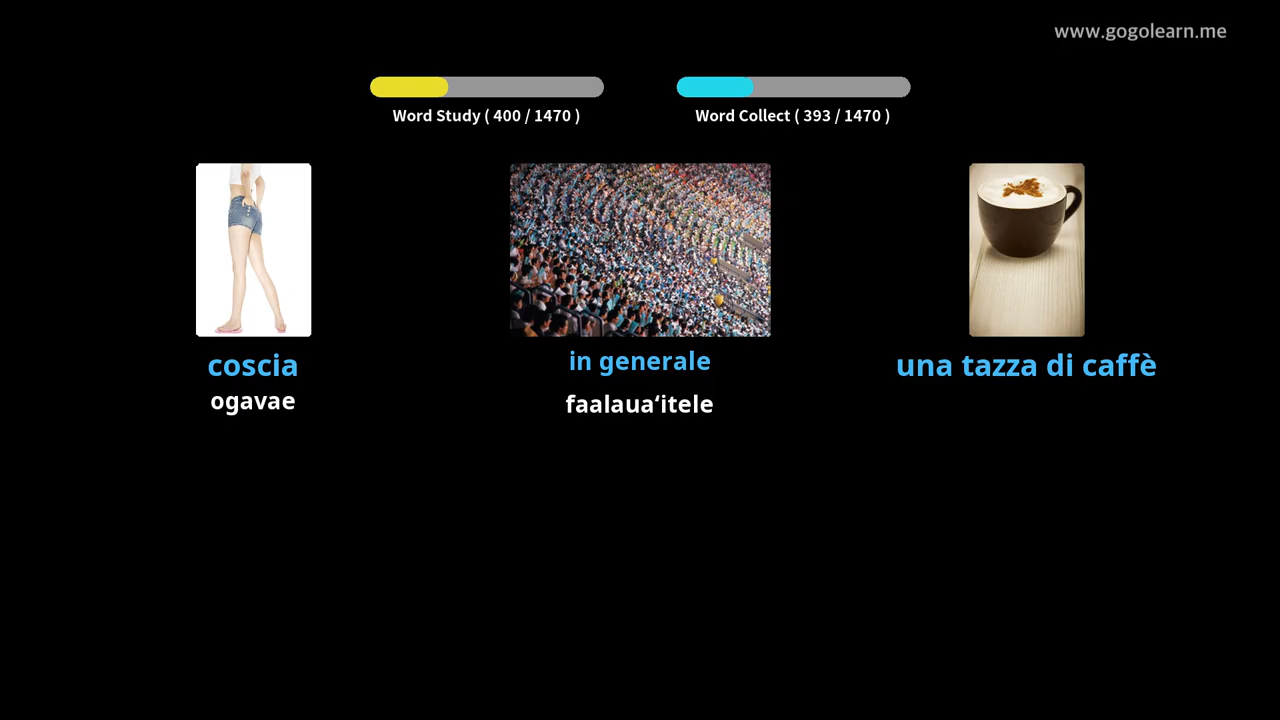 www.gogolearn.me
Word Study ( 400 / 1470 )
Word Collect ( 393 / 1470 )
coscia
ogavae
in generale
faalaua‘itele
una tazza di caffè